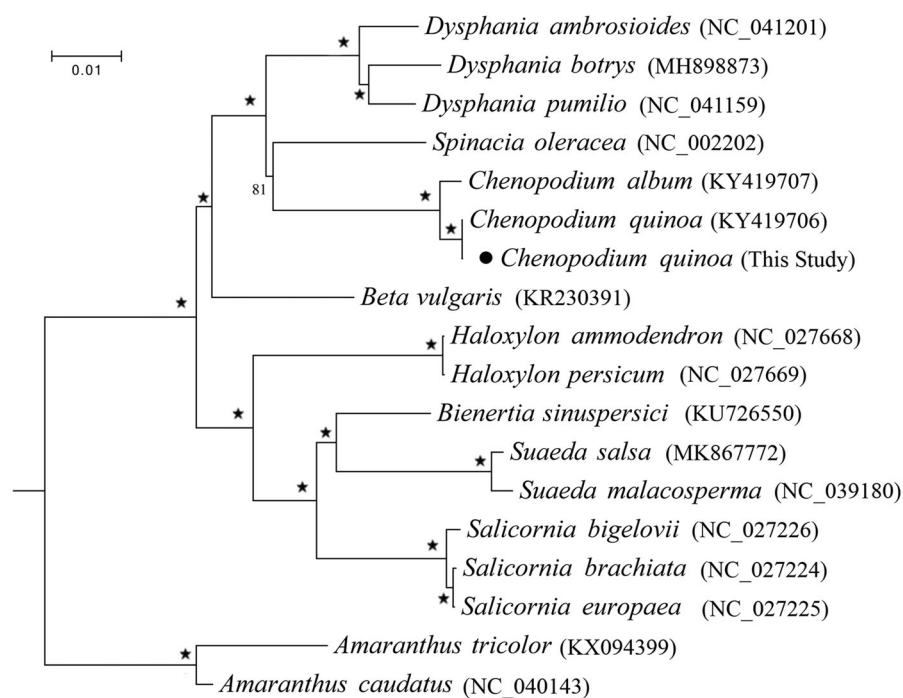 Dysphania ambrosioides (NC_041201)
0.01
Dysphania botrys (MH898873)
Dysphania pumilio (NC_041159)
Spinacia oleracea (NC_002202)
81
Chenopodium album (KY419707)
Chenopodium quinoa (KY419706)
Chenopodium quinoa (This Study)
Beta vulgaris (KR230391)
Haloxylon ammodendron (NC_027668)
Haloxylon persicum (NC_027669)
Bienertia sinuspersici (KU726550)
Suaeda salsa (MK867772)
Suaeda malacosperma (NC_039180)
Salicornia bigelovii (NC_027226)
Salicornia brachiata (NC_027224)
Salicornia europaea (NC_027225)
Amaranthus tricolor (KX094399)
Amaranthus caudatus (NC_040143)